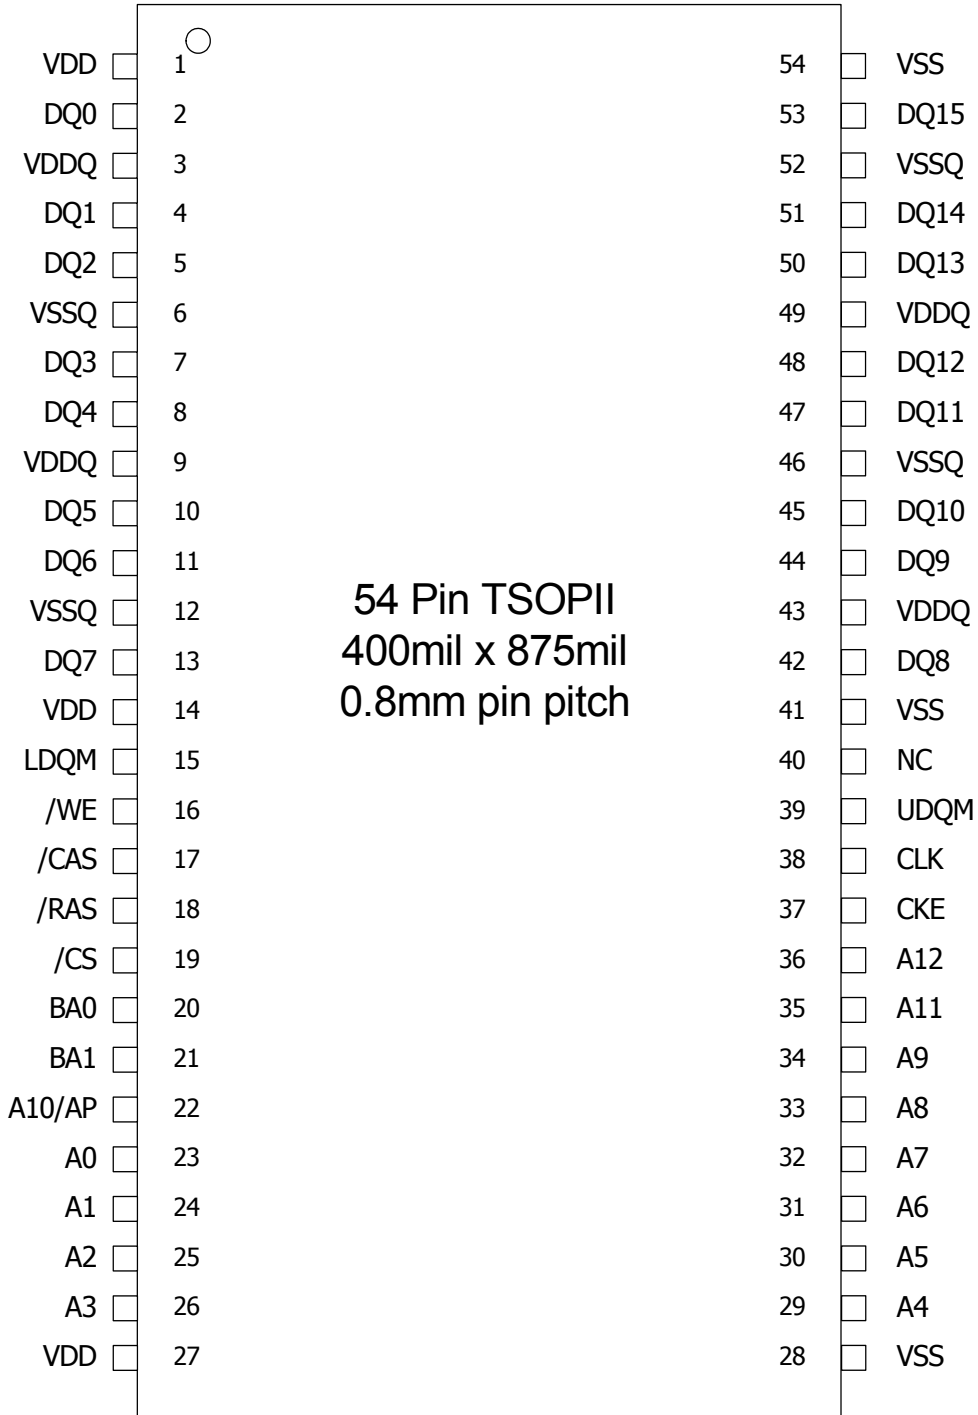 VDD 1 54 VSS
DQ0 2 53 DQ15
VDDQ 3 52 VSSQ
DQ1 4 51 DQ14
DQ2 5 50 DQ13
VSSQ 6 49 VDDQ
DQ3 7 48 DQ12
DQ4 8 47 DQ11
VDDQ 9 46 VSSQ
DQ5 10 45 DQ10
DQ6 11 44 DQ9
54 Pin TSOPII
VSSQ 12 43 VDDQ
400mil x 875mil
DQ7 13 42 DQ8
0.8mm pin pitch
VDD 14 41 VSS
LDQM 15 40 NC
/WE 16 39 UDQM
/CAS 17 38 CLK
/RAS 18 37 CKE
/CS 19 36 A12
BA0 20 35 A11
BA1 21 34 A9
A10/AP 22 33 A8
A0 23 32 A7
A1 24 31 A6
A2 25 30 A5
A3 26 29 A4
VDD 27 28 VSS